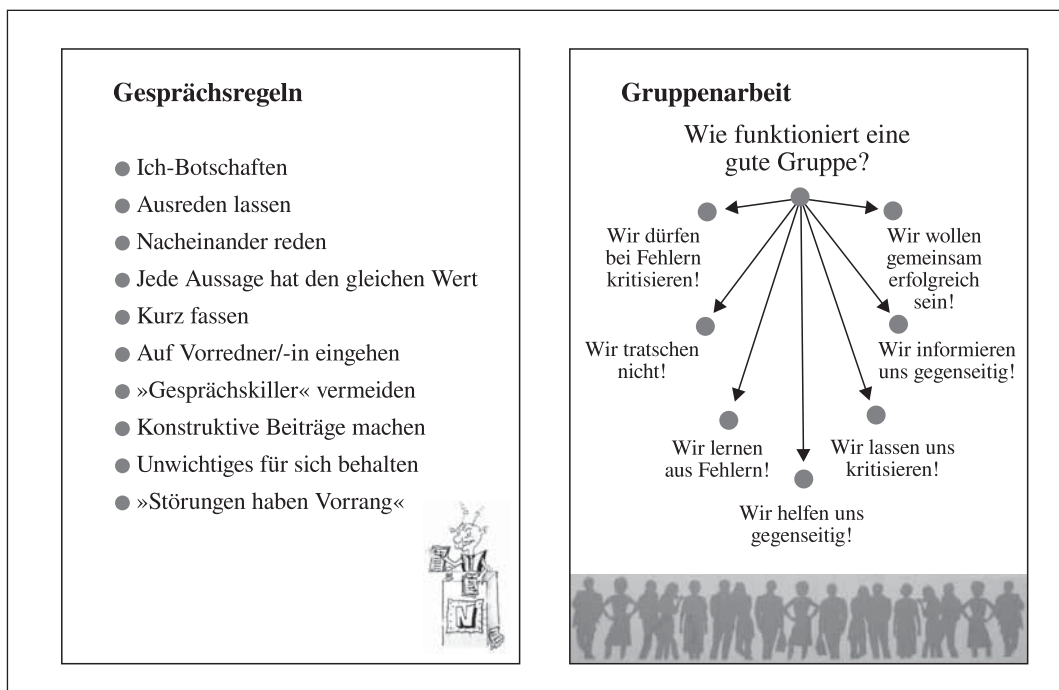 Gesprächsregeln
Ich-Botschaften
Ausreden lassen
Nacheinander reden
Jede Aussage hat den gleichen Wert
Kurz fassen
Auf Vorredner/-in eingehen
»Gesprächskiller« vermeiden
Konstruktive Beiträge machen
Unwichtiges für sich behalten
»Störungen haben Vorrang«
N
Gruppenarbeit
Wie funktioniert eine
gute Gruppe?
Wir dürfen
bei Fehlern
kritisieren!
Wir wollen
gemeinsam
erfolgreich
sein!
Wir tratschen
nicht!
Wir informieren
uns gegenseitig!
Wir lernen
aus Fehlern!
Wir lassen uns
kritisieren!
Wir helfen uns
gegenseitig!